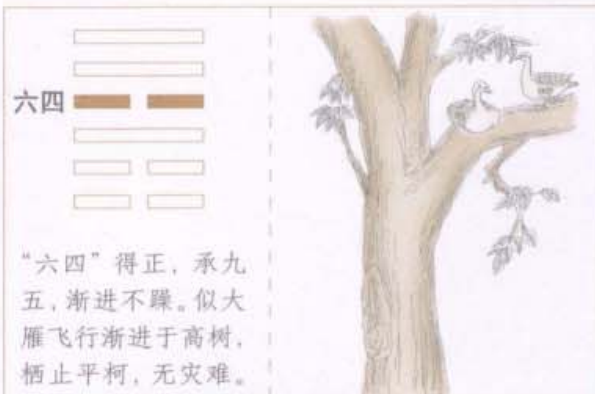 六四
“六四”得正，承九
五，渐进不躁。似大
雁飞行渐进于高树，
栖止平柯，无灾难。